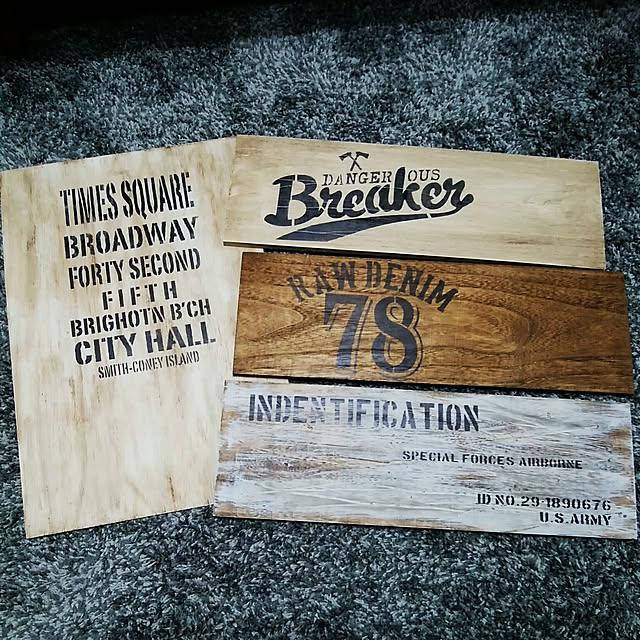 TIMES SQUARE
BROADWAY
FORTY SECOND
FIFTH
BRIGHOTN B'CH
CITY HALL
SMITH-CONEY ISLAND
DANGEROUS
Breaker
RAW DENIM
78
INDENTIFICATION
SPECIAL FORCES AIRBORNE
ID NO.29 1890676
U.S.ARMY